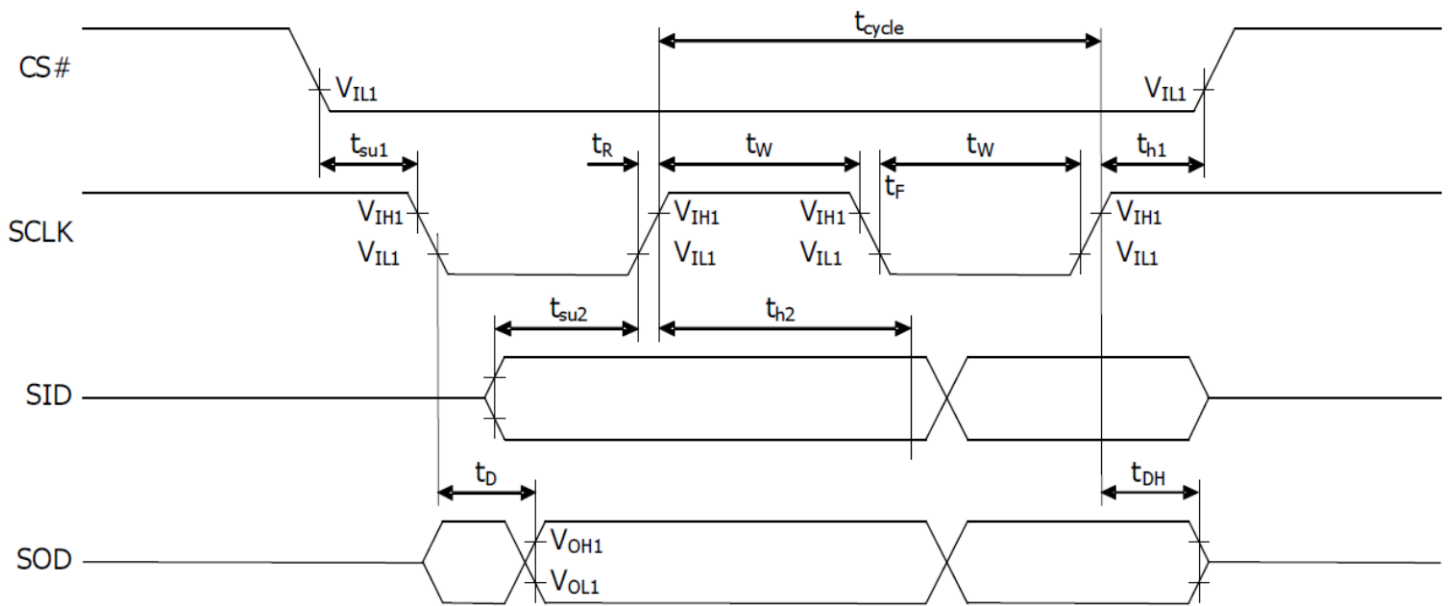 t_cycle
CS#
V_IL1 V_IL1
t_su1 t_R t_W t_W t_h1
t_F
V_IH1 V_IH1 V_IH1 V_IH1
SCLK
V_IL1 V_IL1 V_IL1 V_IL1
t_su2 t_h2
SID
t_D t_DH
V_OH1
SOD
V_OL1